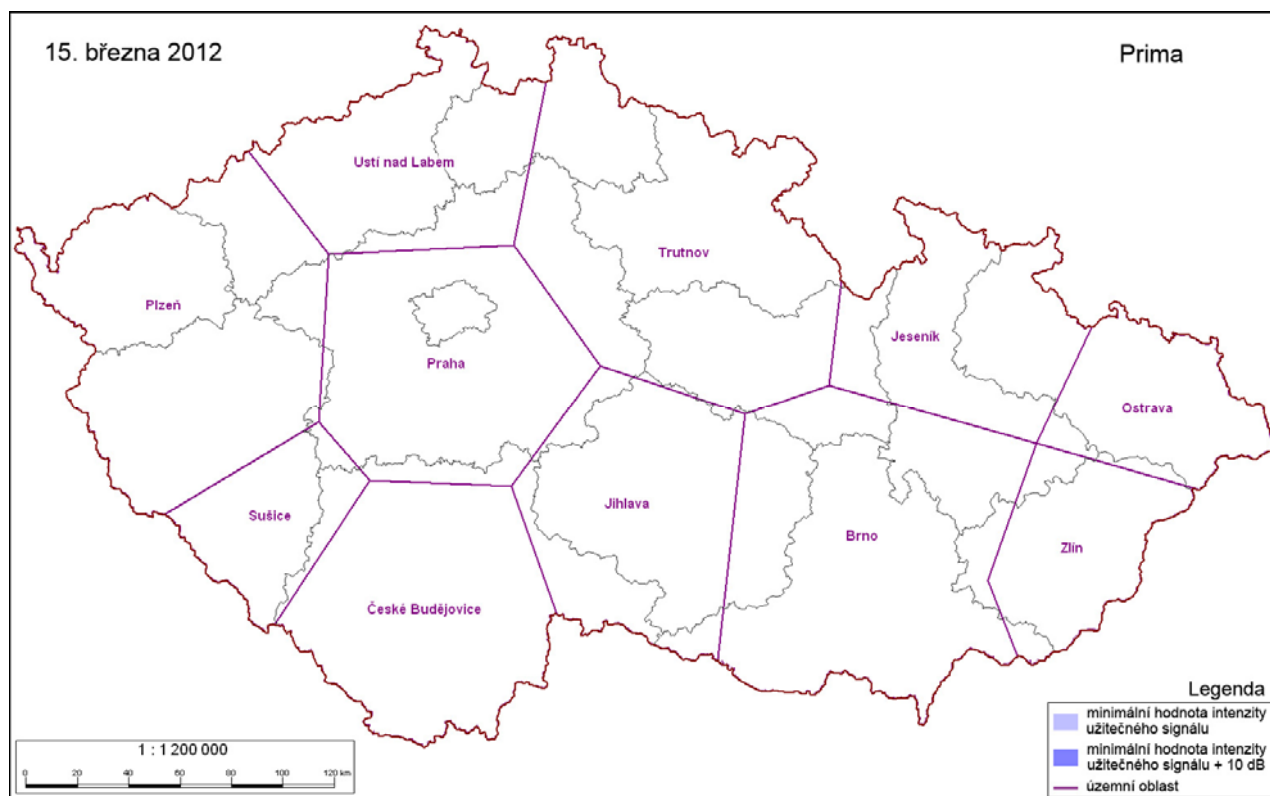 15. března 2012
Prima
Ustí nad Labem
Trutnov
Plzeň
Jeseník
Praha
Ostrava
Sušice
Jihlava
Brno
Zlín
České Budějovice
Legenda
minimální hodnota intenzity
užitečného signálu
minimální hodnota intenzity
užitečného signálu + 10 dB
územní oblast
1 : 1 200 000
0 20 40 60 80 100 120 km